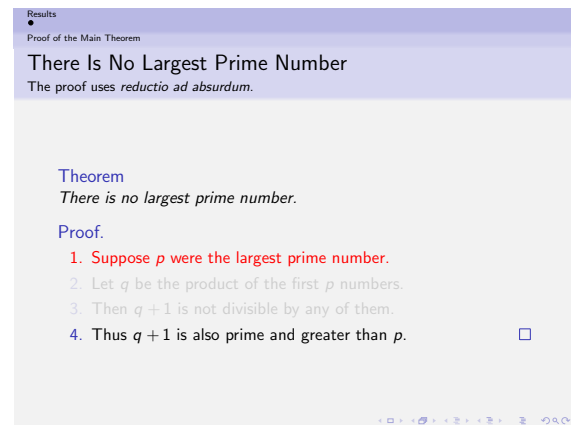 Results
Proof of the Main Theorem
There Is No Largest Prime Number
The proof uses reductio ad absurdum.
Theorem
There is no largest prime number.
Proof.
1. Suppose p were the largest prime number.
2. Let q be the product of the first p numbers.
3. Then q + 1 is not divisible by any of them.
4. Thus q + 1 is also prime and greater than p.